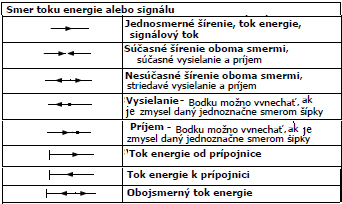 Smer toku energie alebo signálu
Jednosmerné šírenie, tok energie,
signálový tok
Súčasné šírenie oboma smermi,
súčasné vysielanie a príjem
Nesúčasné šírenie oboma smermi,
striedavé vysielanie a príjem
Vysielanie - Bodku možno vvnechať, ak
je zmysel daný jednoznačne smerom šípky
Príjem - Bodku možno vvnechať, ak je
zmysel daný jednoznačne smerom šípky
Tok energie od prípojnice
Tok energie k prípojnici
Obojsmerný tok energie